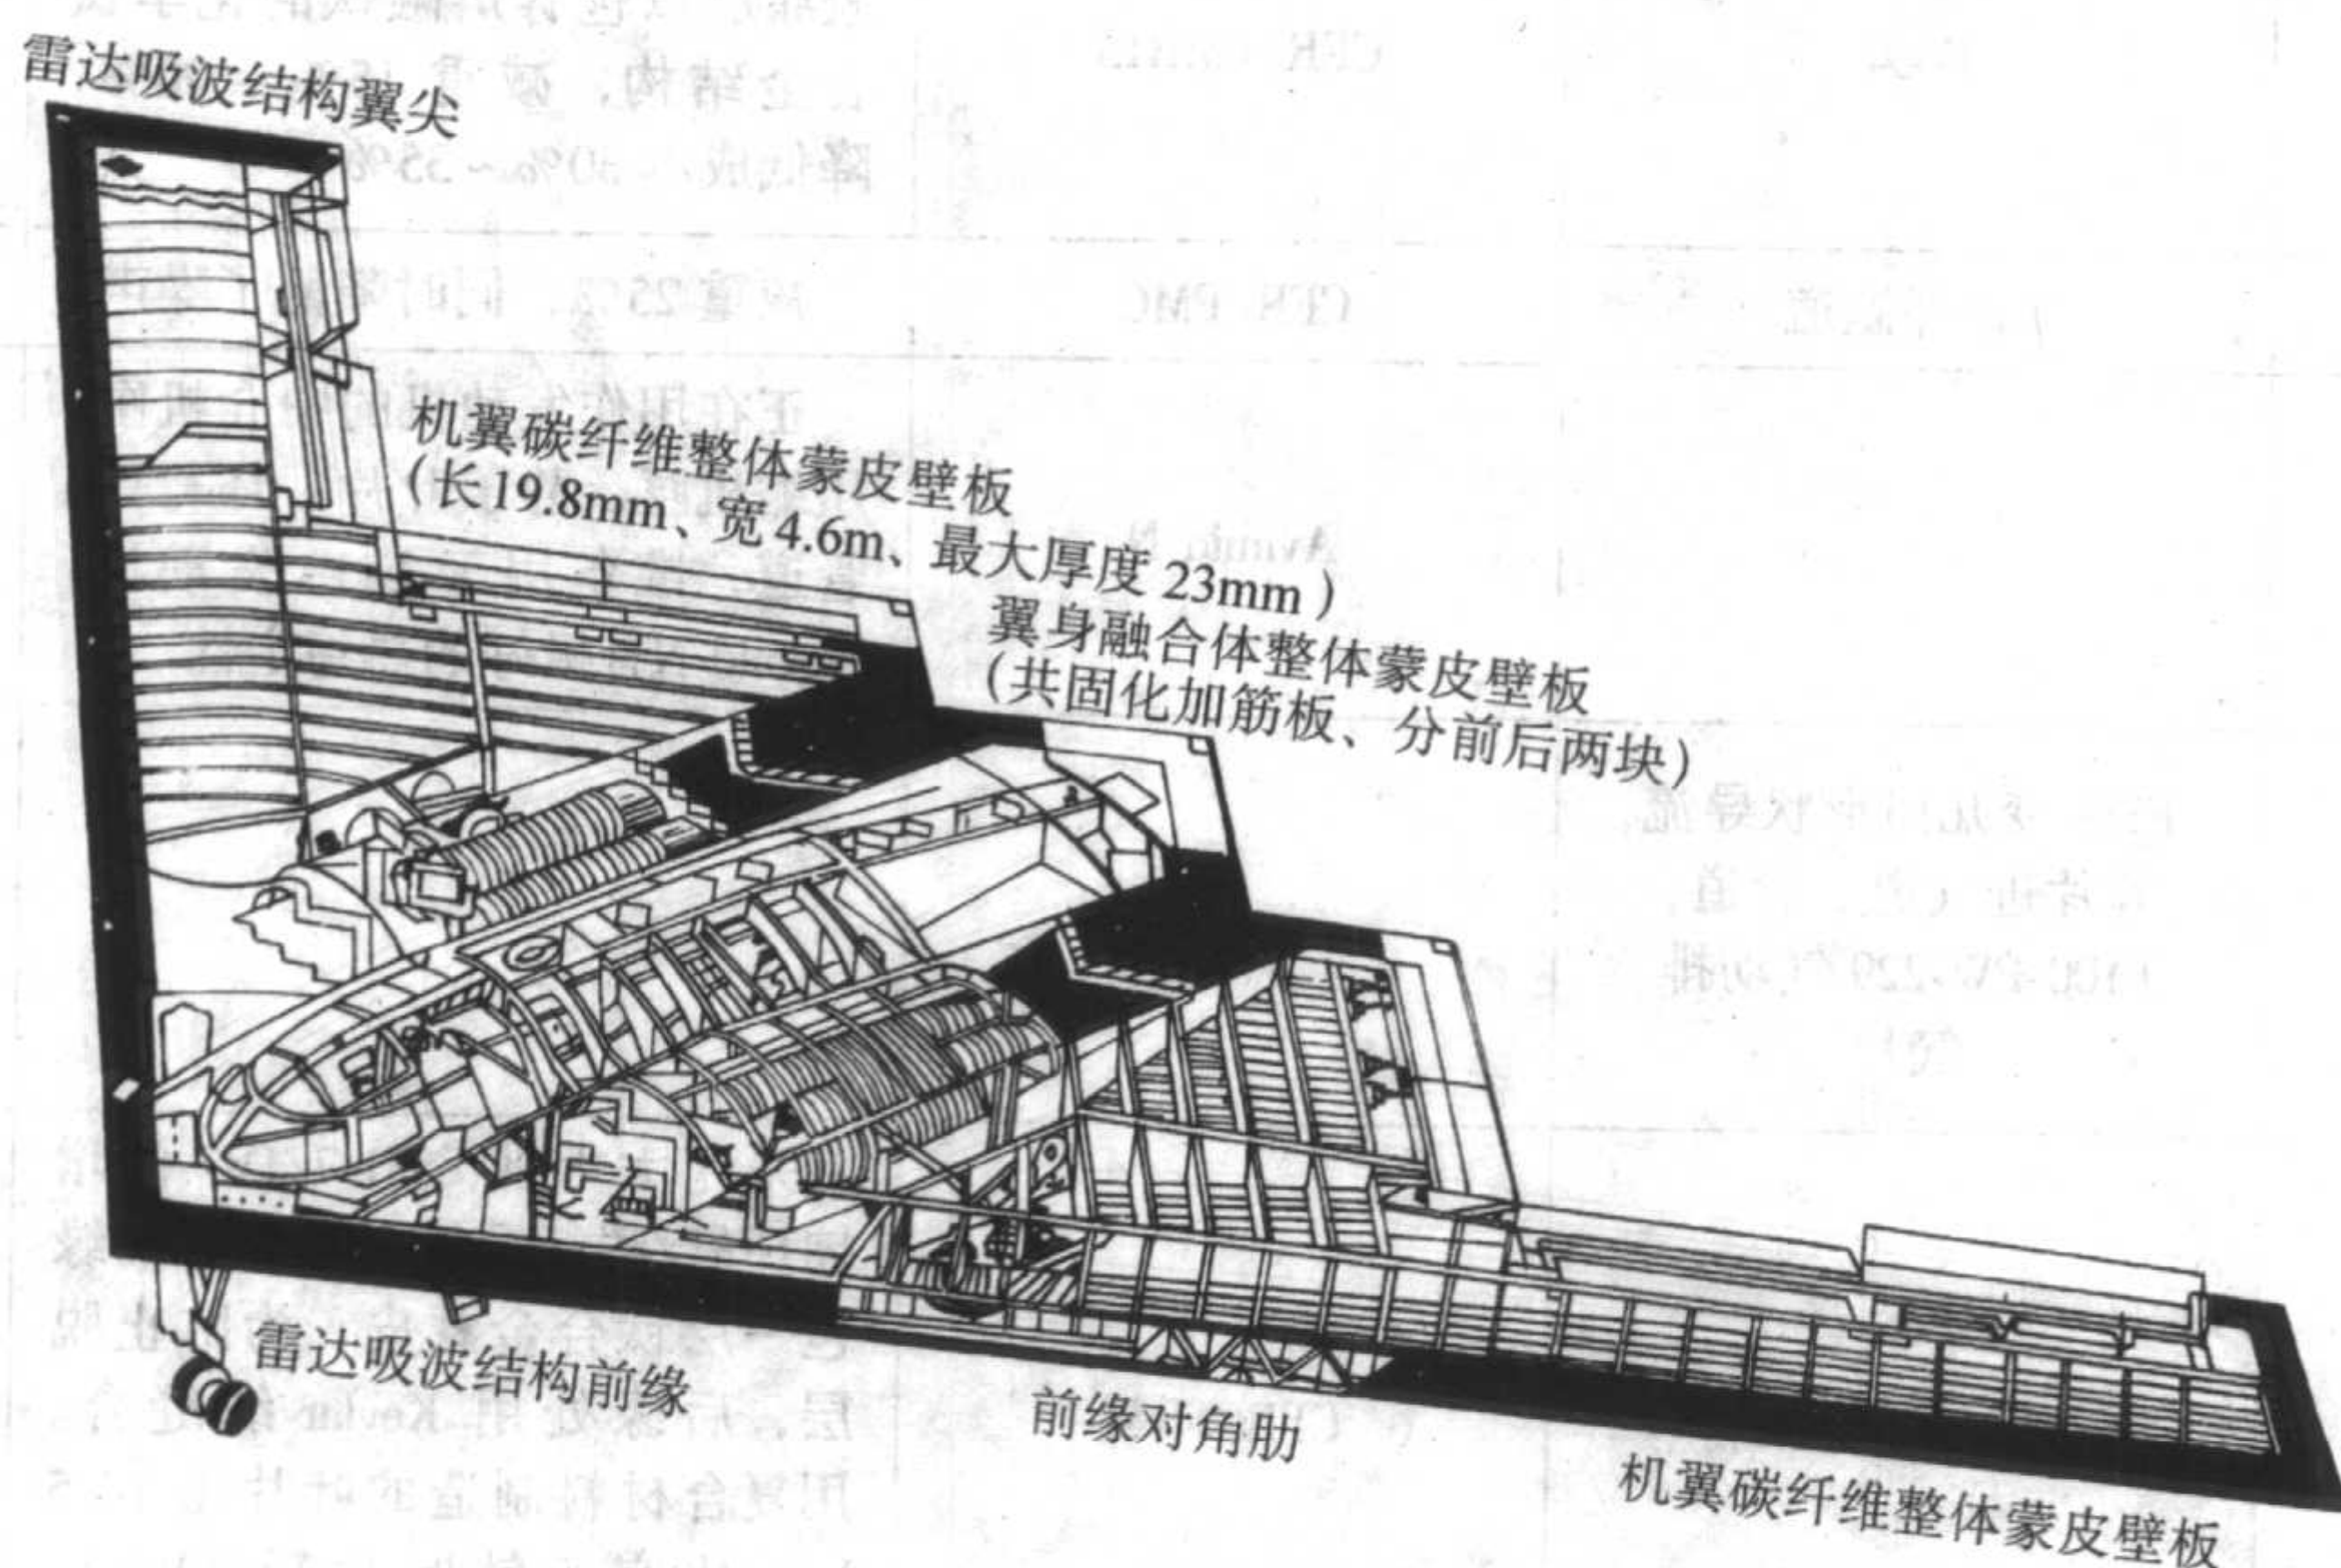 雷达吸波结构翼尖
机翼碳纤维整体蒙皮壁板
(长19.8mm、宽4.6m、最大厚度23mm)
翼身融合体整体蒙皮壁板
(共固化加筋板、分前后两块)
雷达吸波结构前缘
前缘对角肋
机翼碳纤维整体蒙皮壁板